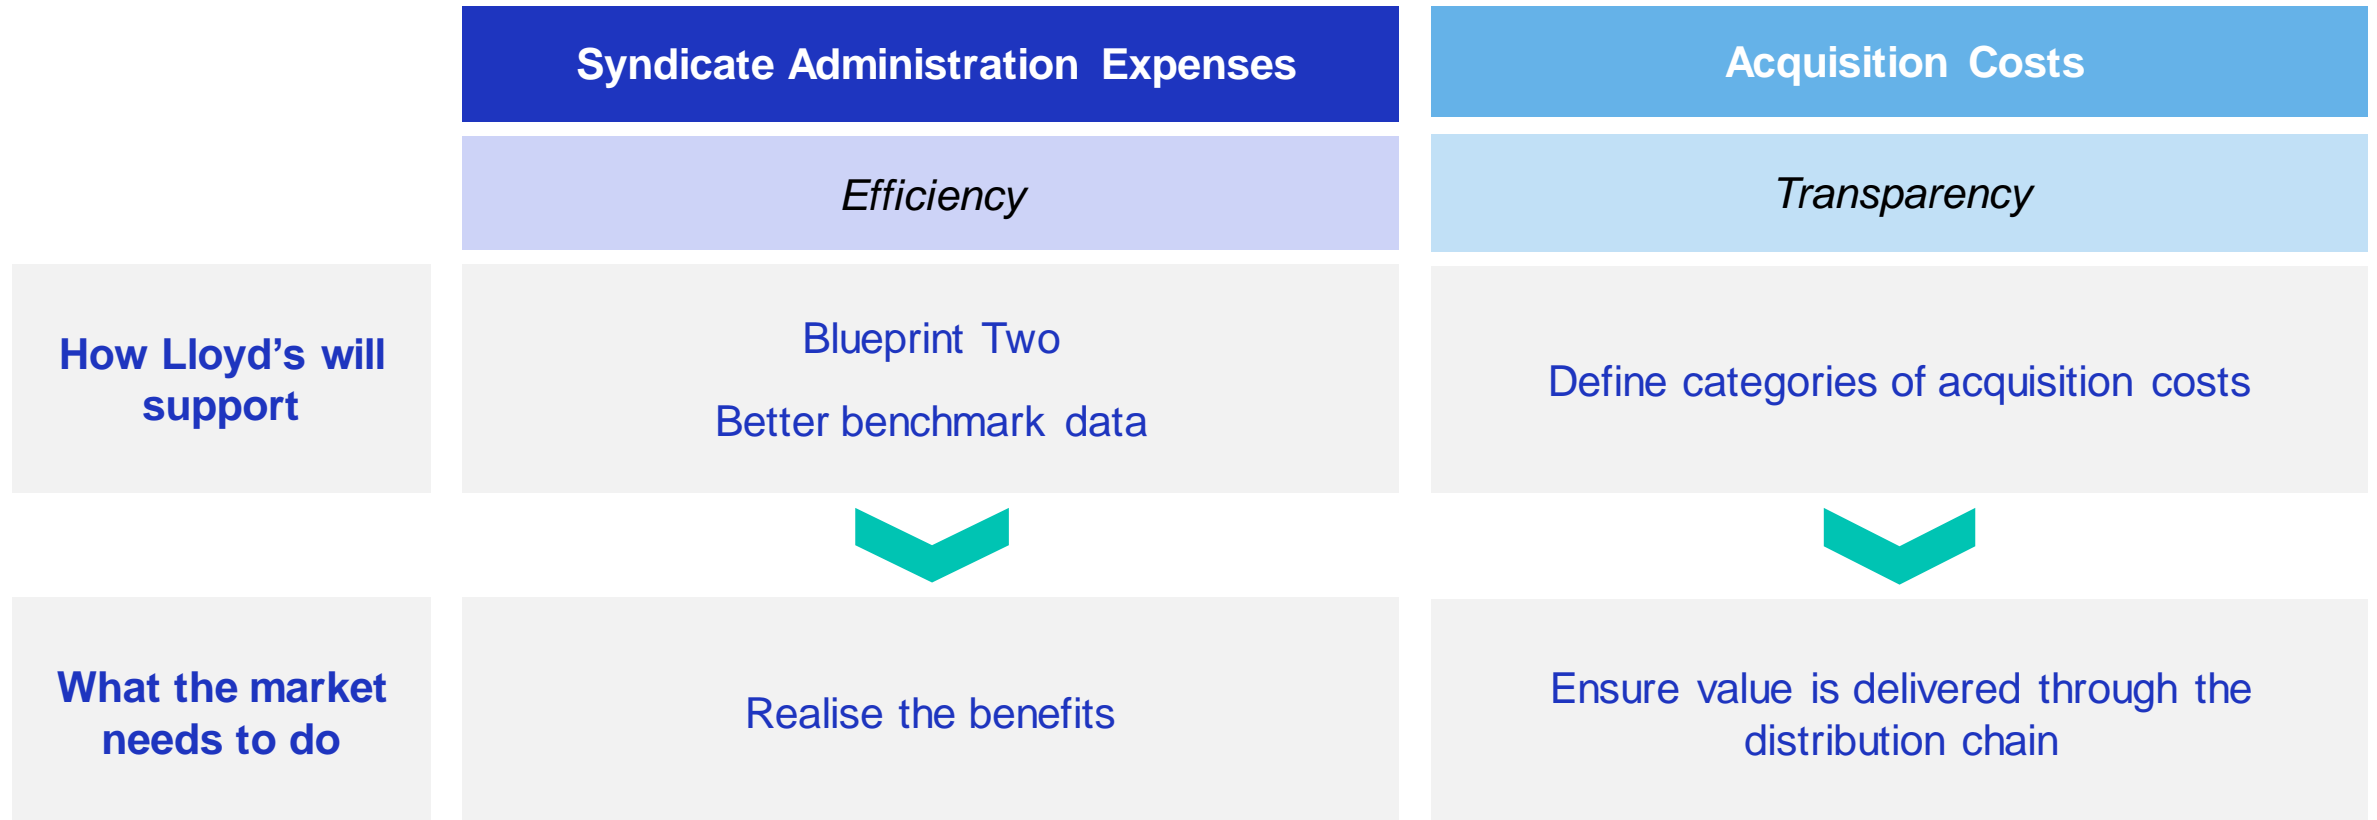 Syndicate Administration Expenses
Acquisition Costs
Efficiency
Transparency
How Lloyd’s will
support
Blueprint Two
Better benchmark data
Define categories of acquisition costs
What the market
needs to do
Realise the benefits
Ensure value is delivered through the
distribution chain